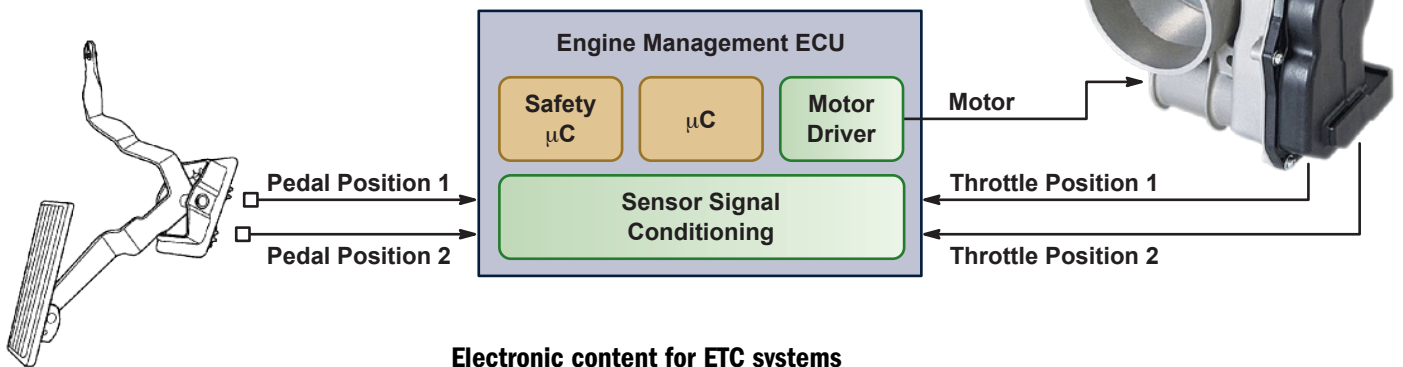 Engine Management ECU
Safety
μC
μC
Motor
Driver
Motor
Pedal Position 1
Pedal Position 2
Sensor Signal
Conditioning
Throttle Position 1
Throttle Position 2
Electronic content for ETC systems